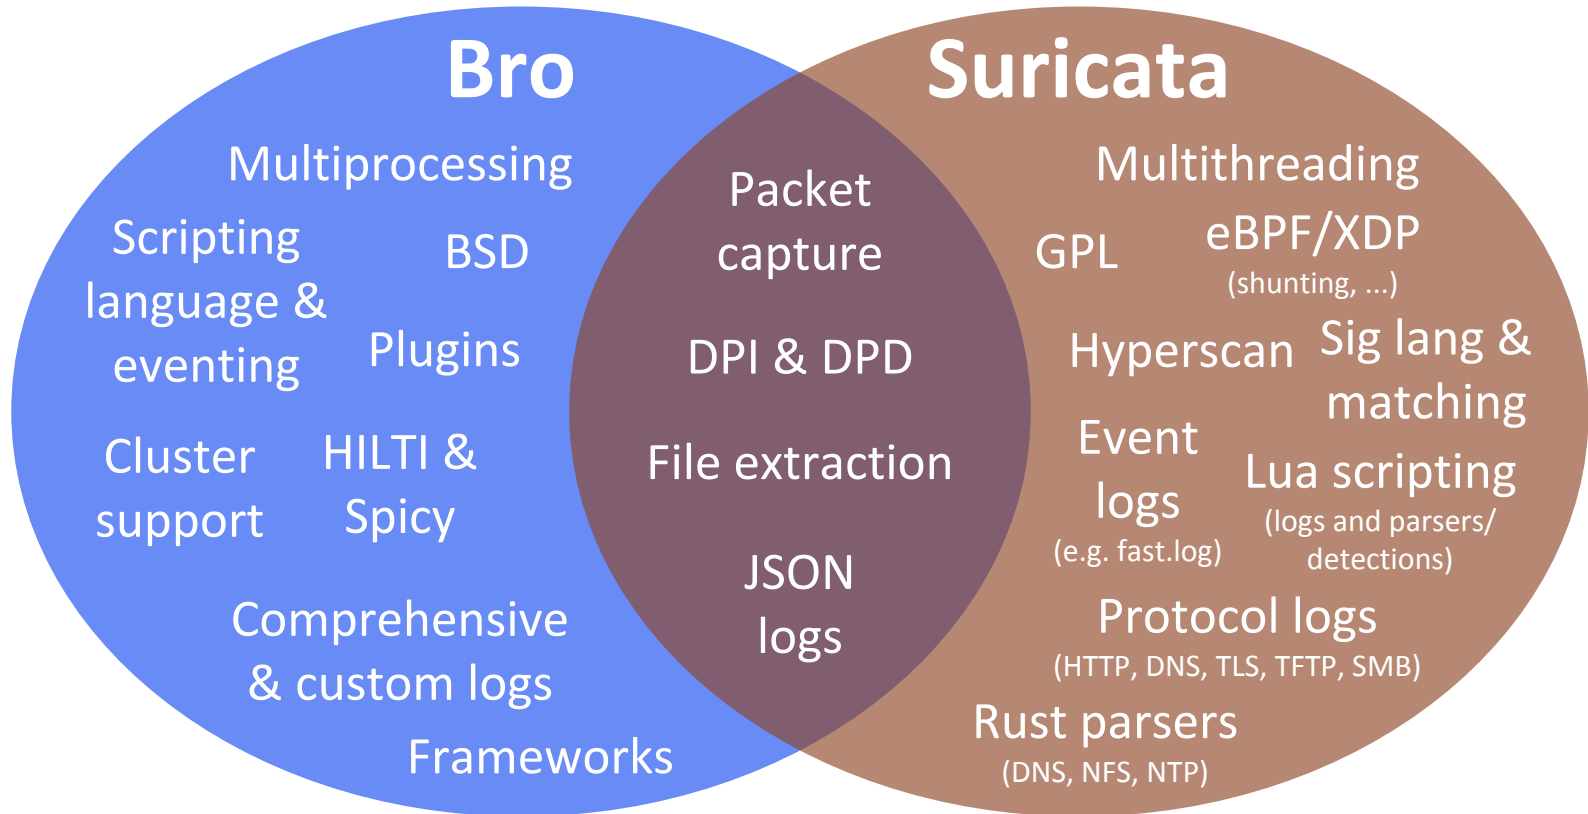 Bro
Multiprocessing
Scripting
language &
eventing
BSD
Plugins
Cluster
support
HILTI &
Spicy
Comprehensive
& custom logs
Frameworks
Packet
capture
DPI & DPD
File extraction
JSON
logs
Suricata
Multithreading
GPL
eBPF/XDP
(shunting, ...)
Hyperscan
Sig lang &
matching
Event
logs
(e.g. fast.log)
Lua scripting
(logs and parsers/
detections)
Protocol logs
(HTTP, DNS, TLS, TFTP, SMB)
Rust parsers
(DNS, NFS, NTP)